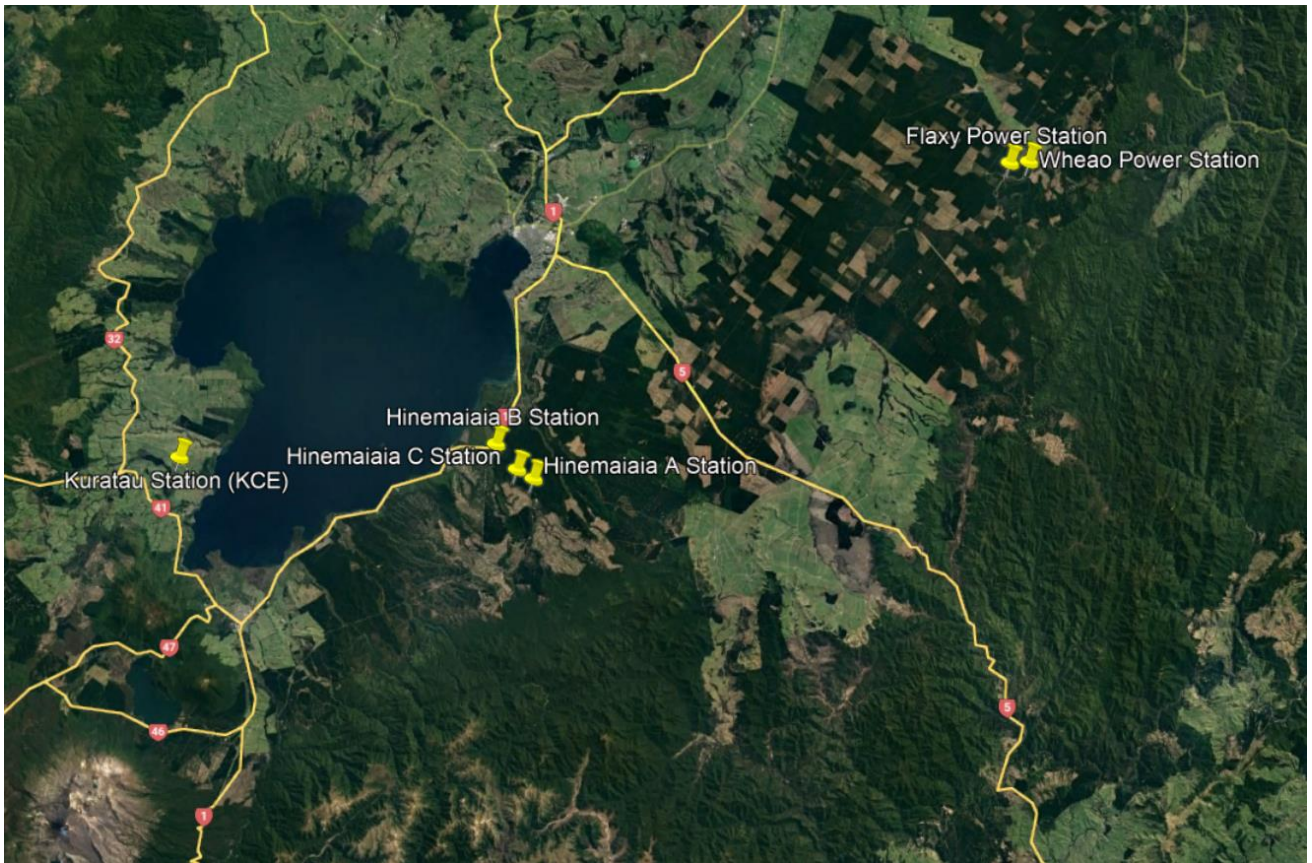 Flaxy Power Station
Wheao Power Station
1
32
5
Hinemaiaia B Station
Hinemaiaia C Station
Hinemaiaia A Station
Kuratau Station (KCE)
41
47
5
46
1